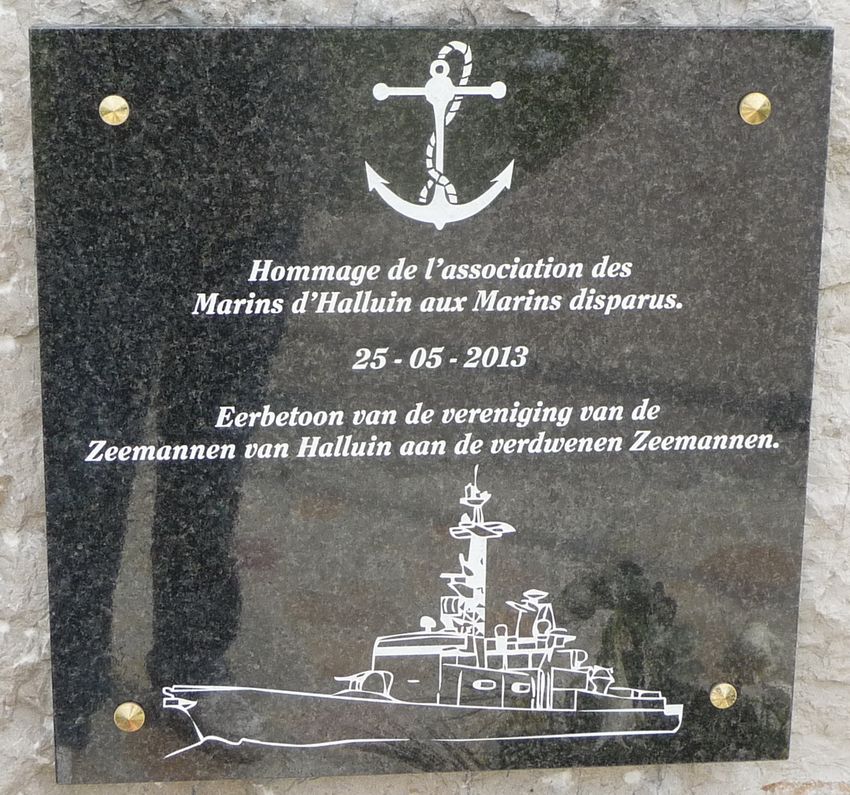 Hommage de l'association des
Marins d'Halluin aux Marins disparus.
25 - 05 - 2013
Eerbetoon van de vereniging van de
Zeemannen van Halluin aan de verdwenen Zeemannen.